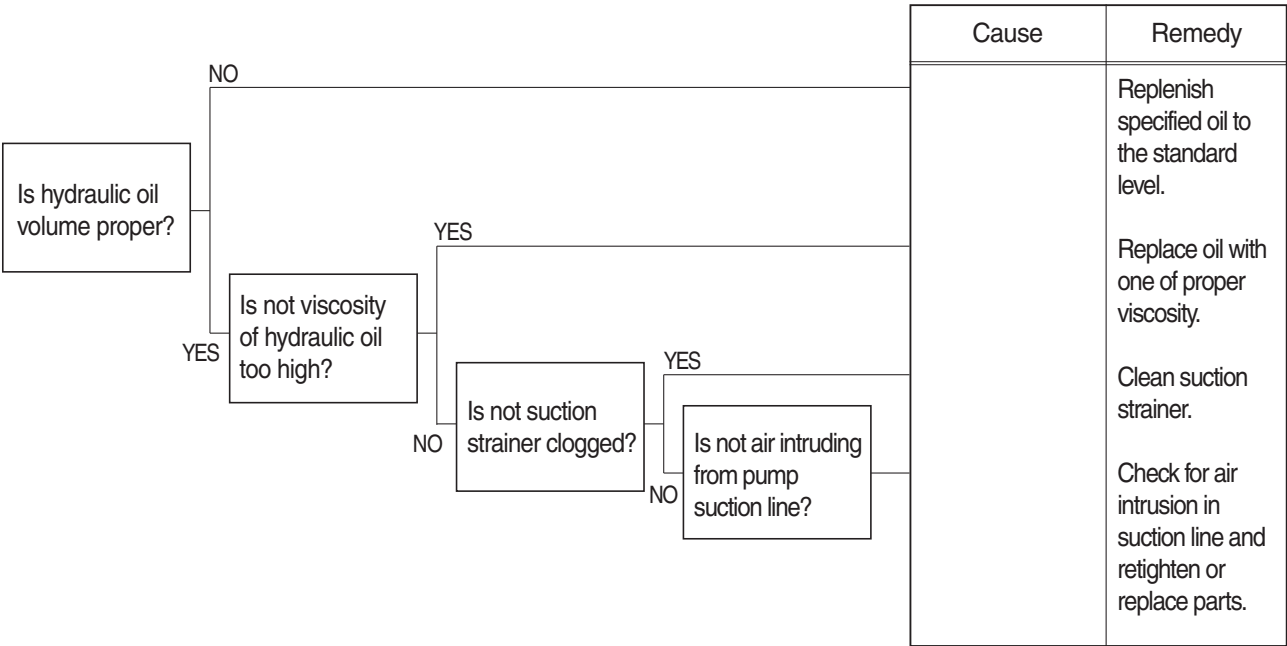 Cause
Remedy
NO
Is hydraulic oil
volume proper?
YES
Is not viscosity
of hydraulic oil
too high?
YES
NO
Is not suction
strainer clogged?
YES
NO
Is not air intruding
from pump
suction line?
Replenish
specified oil to
the standard
level.
Replace oil with
one of proper
viscosity.
Clean suction
strainer.
Check for air
intrusion in
suction line and
retighten or
replace parts.